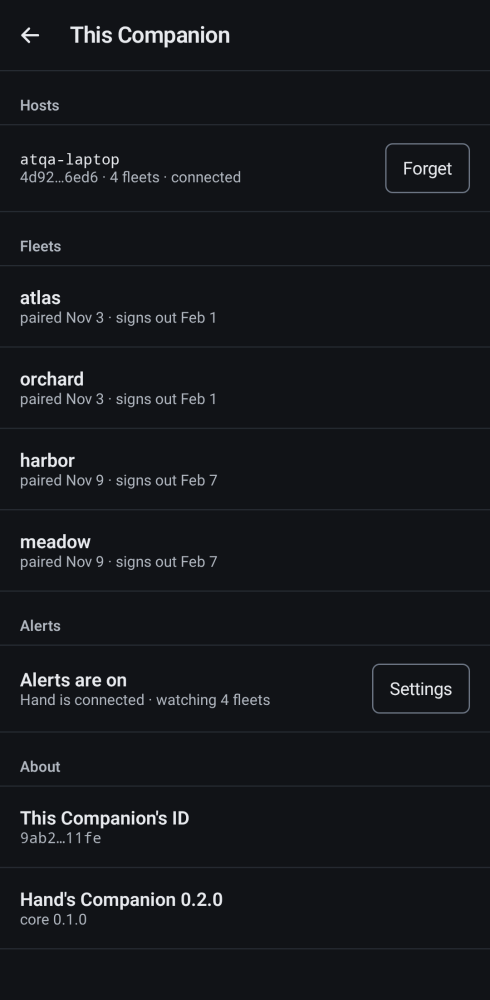 This Companion
Hosts
atqa-laptop
4d92…6ed6 · 4 fleets · connected
Forget
Fleets
atlas
paired Nov 3 · signs out Feb 1
orchard
paired Nov 3 · signs out Feb 1
harbor
paired Nov 9 · signs out Feb 7
meadow
paired Nov 9 · signs out Feb 7
Alerts
Alerts are on
Hand is connected · watching 4 fleets
Settings
About
This Companion's ID
9ab2…11fe
Hand's Companion 0.2.0
core 0.1.0